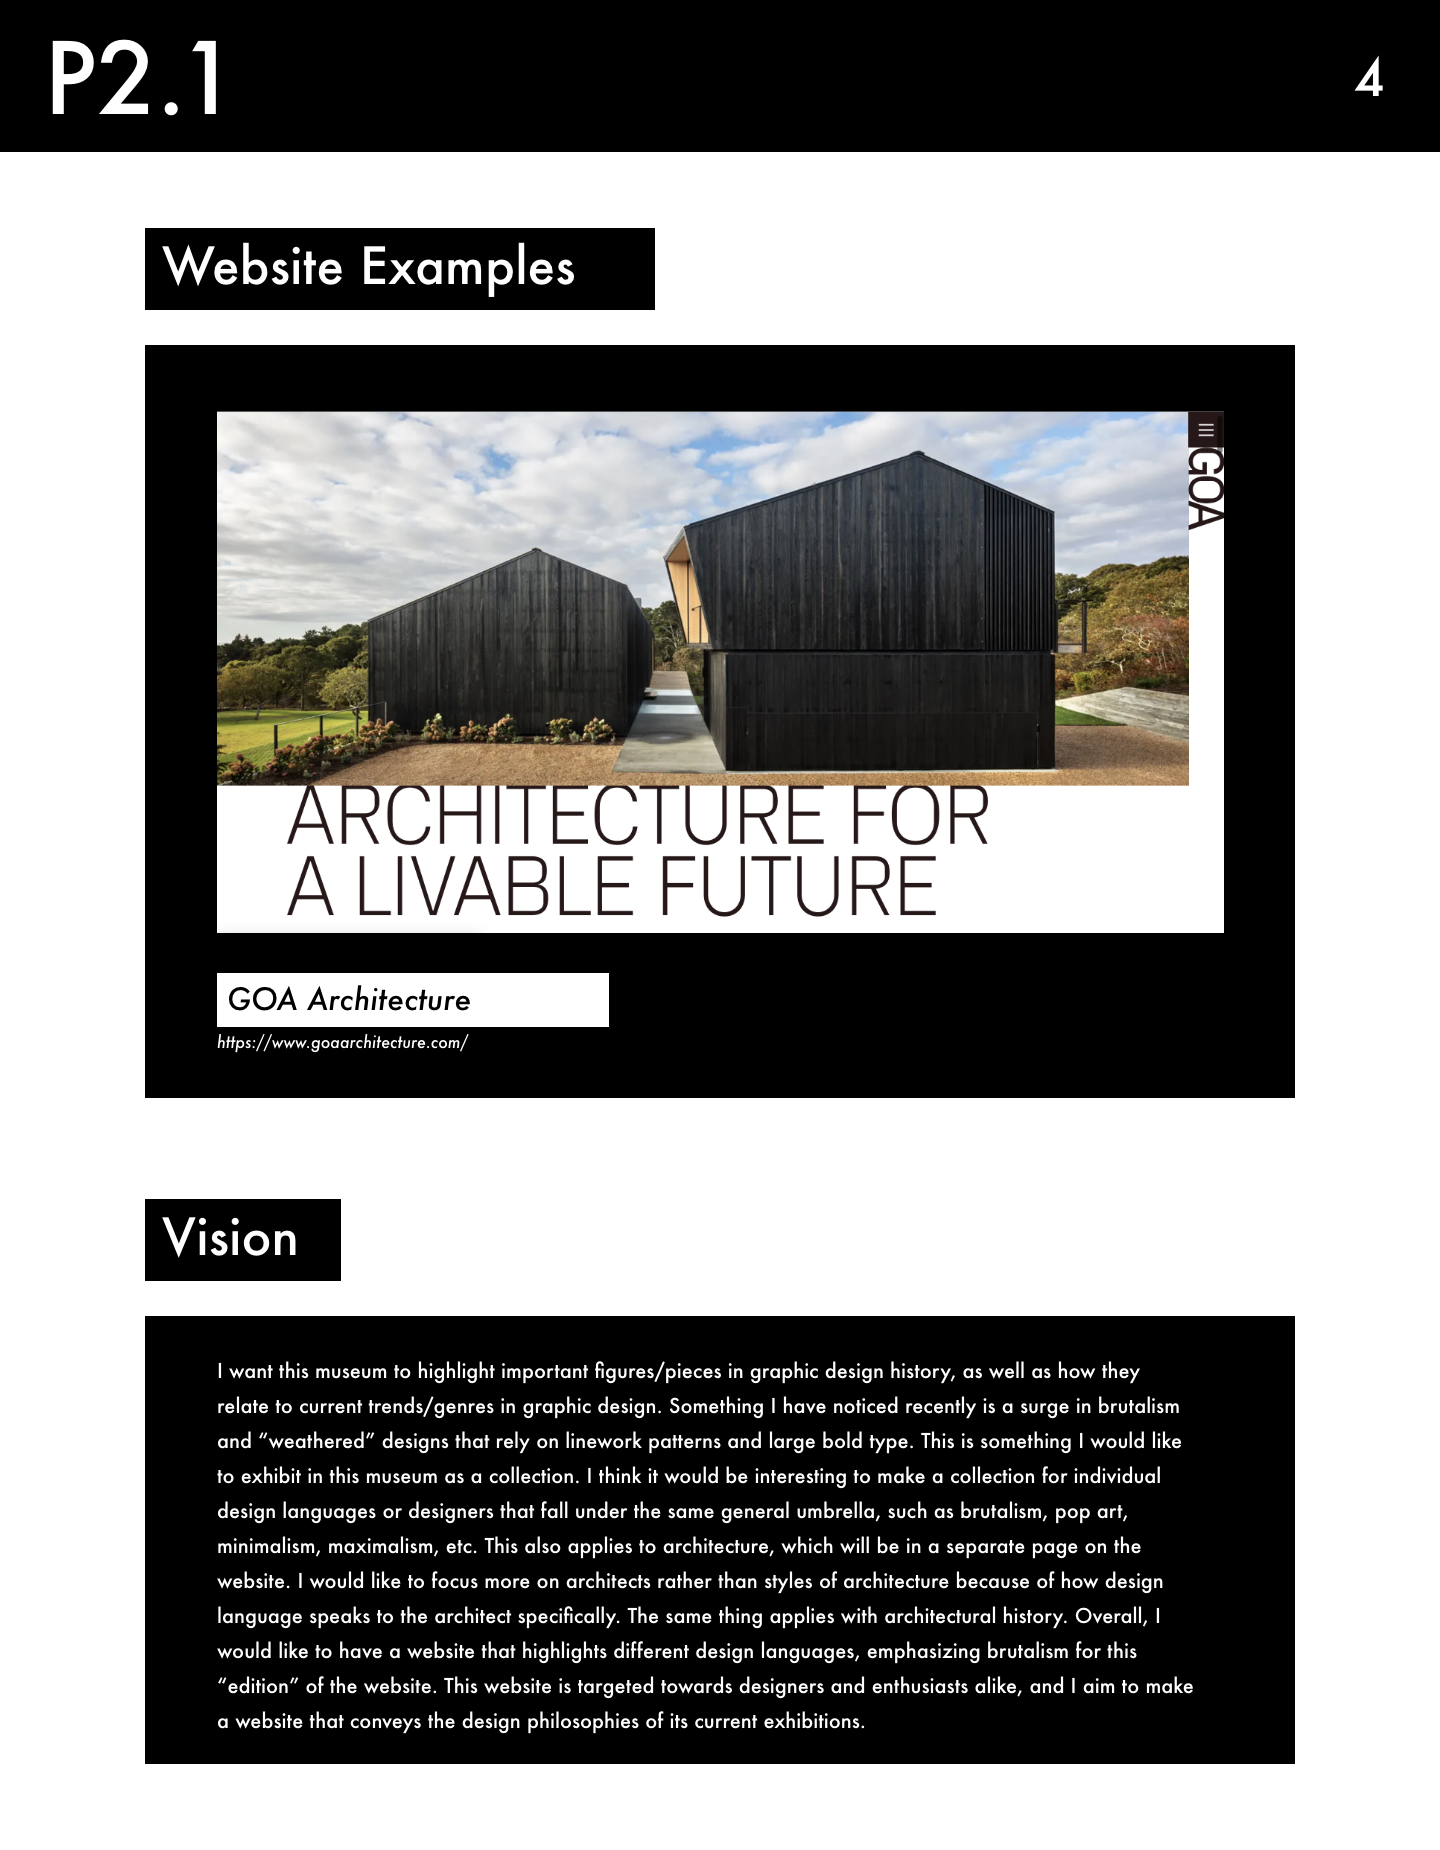 P2.1
4
Website Examples
GOA
ARCHITECTURE FOR
A LIVABLE FUTURE
GOA Architecture
https://www.goaarchitecture.com/
Vision
I want this museum to highlight important figures/pieces in graphic design history, as well as how they
relate to current trends/genres in graphic design. Something I have noticed recently is a surge in brutalism
and “weathered” designs that rely on linework patterns and large bold type. This is something I would like
to exhibit in this museum as a collection. I think it would be interesting to make a collection for individual
design languages or designers that fall under the same general umbrella, such as brutalism, pop art,
minimalism, maximalism, etc. This also applies to architecture, which will be in a separate page on the
website. I would like to focus more on architects rather than styles of architecture because of how design
language speaks to the architect specifically. The same thing applies with architectural history. Overall, I
would like to have a website that highlights different design languages, emphasizing brutalism for this
“edition” of the website. This website is targeted towards designers and enthusiasts alike, and I aim to make
a website that conveys the design philosophies of its current exhibitions.